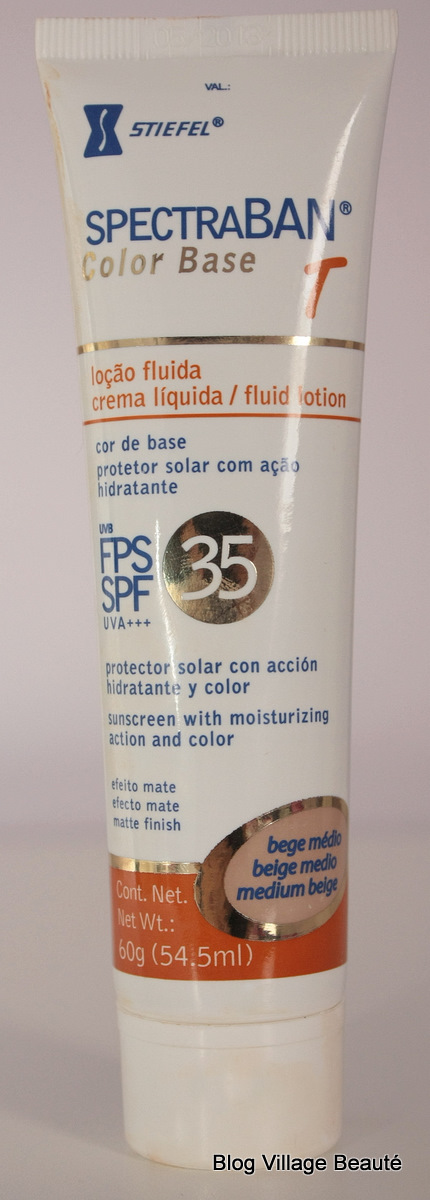 VAL.:
STIEFEL®
SPECTRABAN®
Color Base T
loção fluida
crema líquida / fluid lotion
cor de base
protetor solar com ação
hidratante
UVB
FPS
SPF
35
UVA+++
protector solar con acción
hidratante y color
sunscreen with moisturizing
action and color
efeito mate
efecto mate
matte finish
bege médio
beige medio
medium beige
Cont. Net.
Net Wt.:
60g (54.5ml)
Blog Village Beauté